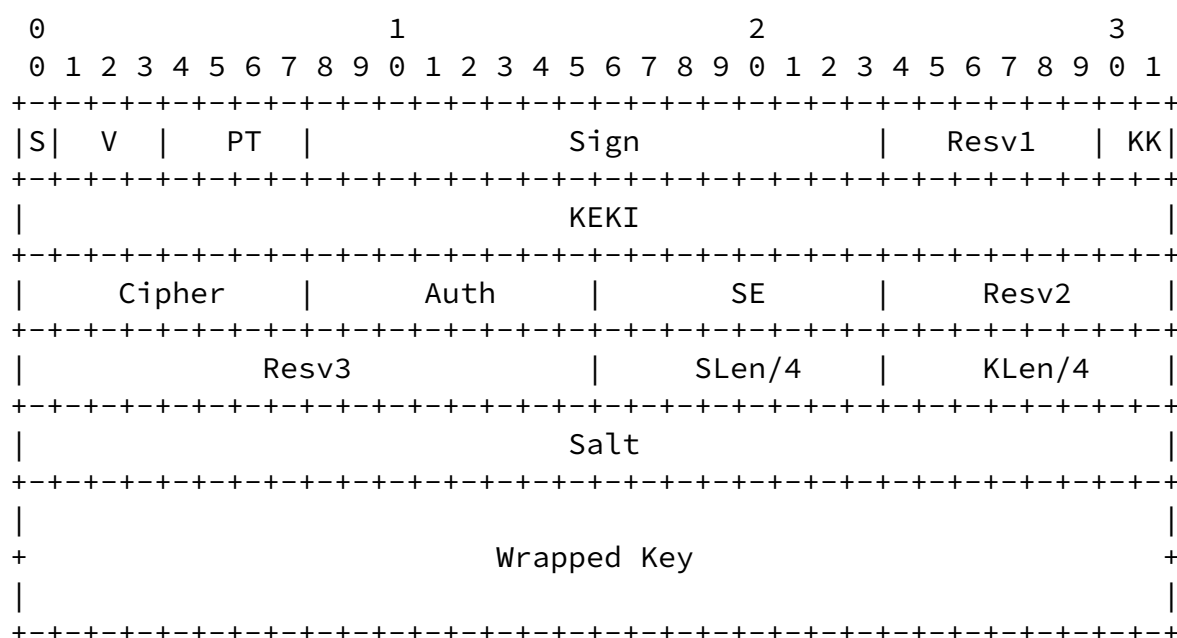 0                   1                   2                   3
0 1 2 3 4 5 6 7 8 9 0 1 2 3 4 5 6 7 8 9 0 1 2 3 4 5 6 7 8 9 0 1
+-+-+-+-+-+-+-+-+-+-+-+-+-+-+-+-+-+-+-+-+-+-+-+-+-+-+-+-+-+-+-+-+
|S|  V  |   PT  |              Sign             |   Resv1   | KK|
+-+-+-+-+-+-+-+-+-+-+-+-+-+-+-+-+-+-+-+-+-+-+-+-+-+-+-+-+-+-+-+-+
|                              KEKI                             |
+-+-+-+-+-+-+-+-+-+-+-+-+-+-+-+-+-+-+-+-+-+-+-+-+-+-+-+-+-+-+-+-+
|     Cipher    |      Auth     |       SE      |     Resv2     |
+-+-+-+-+-+-+-+-+-+-+-+-+-+-+-+-+-+-+-+-+-+-+-+-+-+-+-+-+-+-+-+-+
|             Resv3             |     SLen/4    |     KLen/4    |
+-+-+-+-+-+-+-+-+-+-+-+-+-+-+-+-+-+-+-+-+-+-+-+-+-+-+-+-+-+-+-+-+
|                              Salt                             |
+-+-+-+-+-+-+-+-+-+-+-+-+-+-+-+-+-+-+-+-+-+-+-+-+-+-+-+-+-+-+-+-+
|                                                               |
+                          Wrapped Key                          +
|                                                               |
+-+-+-+-+-+-+-+-+-+-+-+-+-+-+-+-+-+-+-+-+-+-+-+-+-+-+-+-+-+-+-+-+